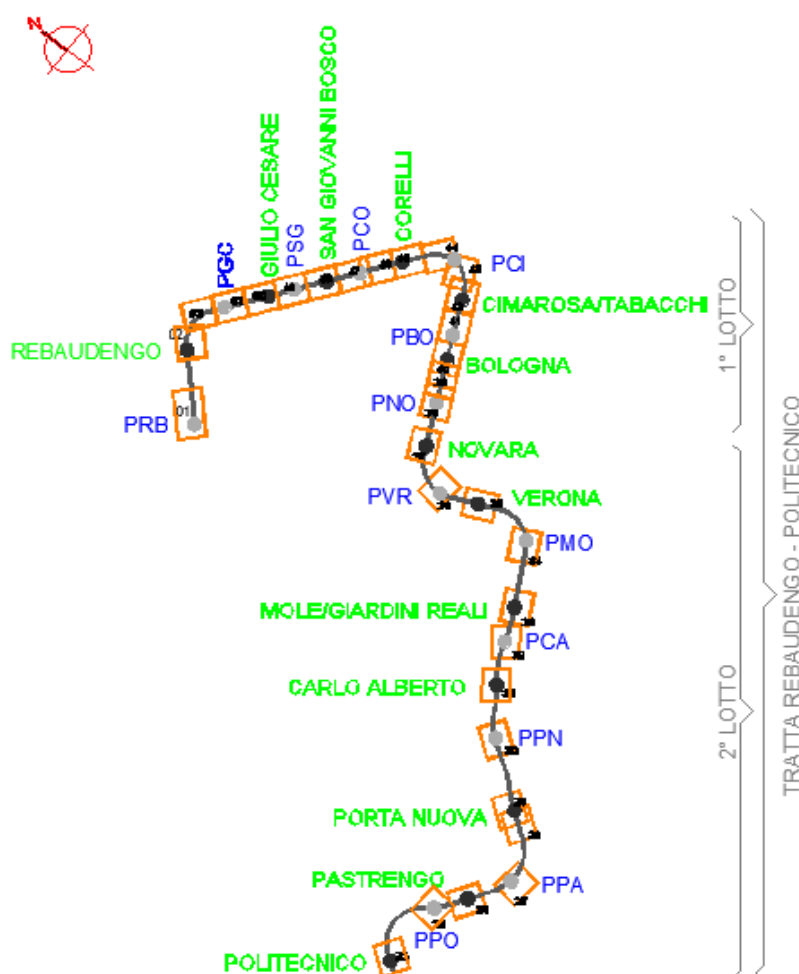 N
GIULIO CESARE
SAN GIOVANNI BOSCO
CORELLI
PGC
PSG
PCO
PCI
CIMAROSA/TABACCHI
PBO
02
REBAUDENGO
BOLOGNA
01
PRB
PNO
NOVARA
PVR
VERONA
PMO
MOLE/GIARDINI REALI
PCA
CARLO ALBERTO
PPN
PORTA NUOVA
PASTRENGO
PPA
PPO
POLITECNICO
1° LOTTO
2° LOTTO
TRATTA REBAUDENGO - POLITECNICO